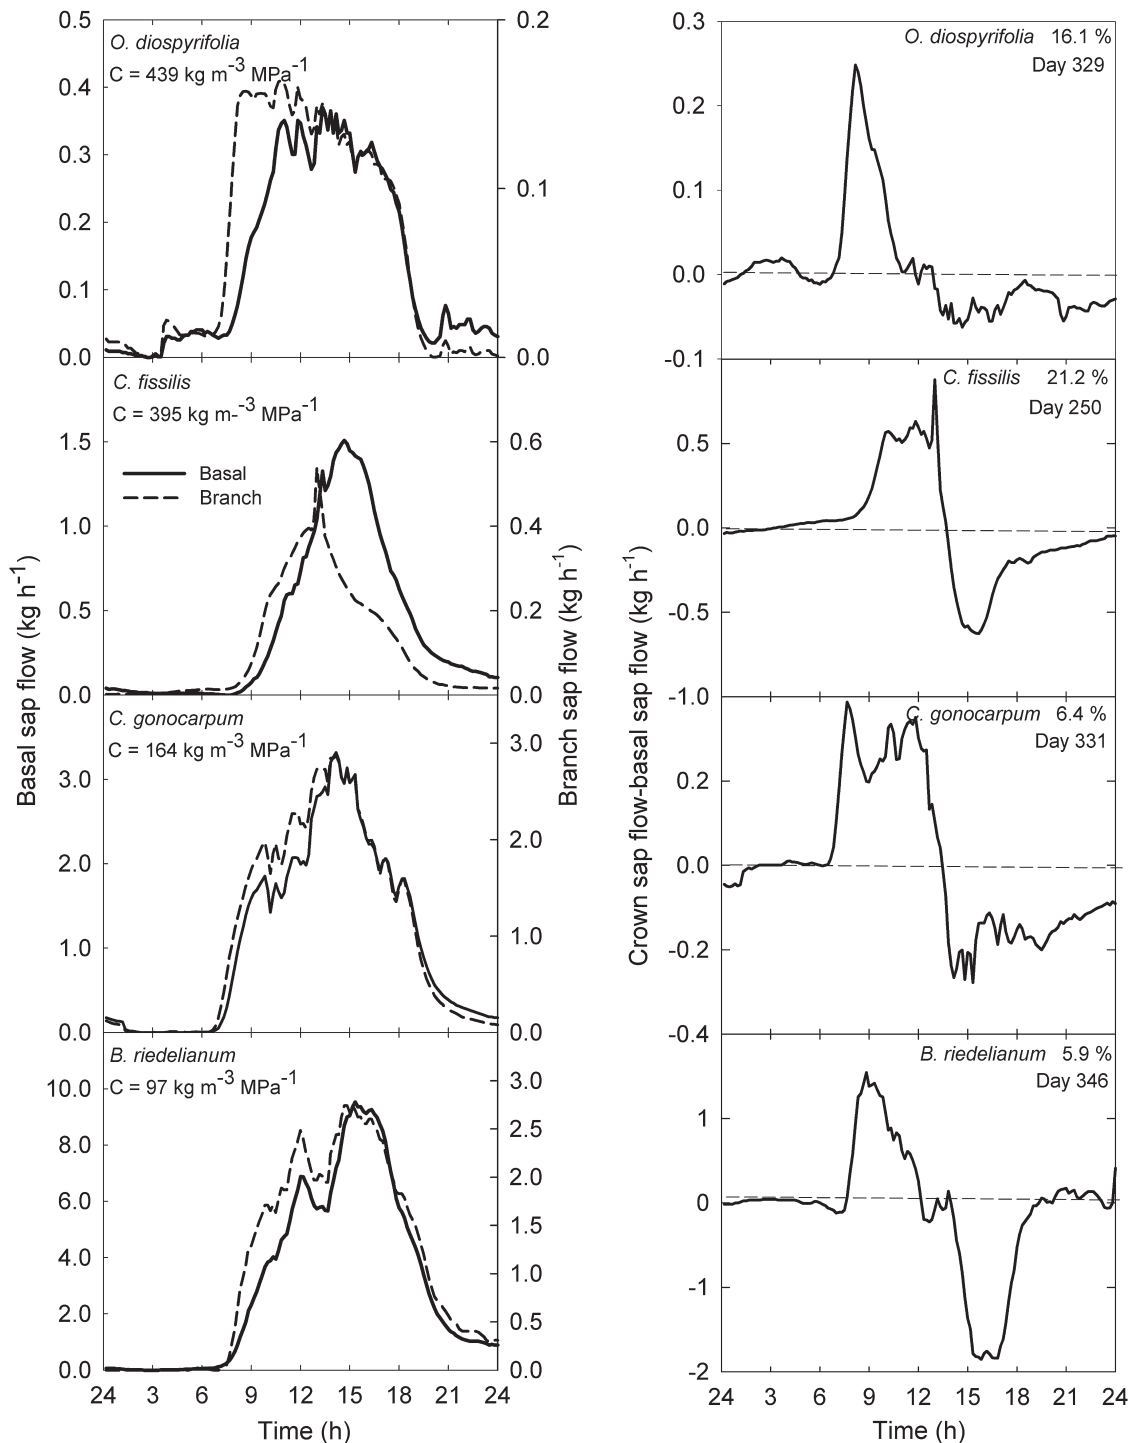 0.5
0.4
0.3
0.2
0.1
0.0
O. diospyrifolia
C = 439 kg m-3 MPa-1
0.2
0.1
0.0
C. fissilis
C = 395 kg m--3 MPa-1
Basal
Branch
1.5
1.0
0.5
0.0
0.6
0.4
0.2
0.0
C. gonocarpum
C = 164 kg m-3 MPa-1
3.0
2.0
1.0
0.0
3.0
2.0
1.0
0.0
B. riedelianum
C = 97 kg m-3 MPa-1
10.0
8.0
6.0
4.0
2.0
0.0
3.0
2.5
2.0
1.5
1.0
0.5
0.0
24 3 6 9 12 15 18 21 24
Time (h)
Basal sap flow (kg h-1)
Branch sap flow (kg h-1)
0.3
0.2
0.1
0.0
-0.1
O. diospyrifolia 16.1 %
Day 329
C. fissilis 21.2 %
Day 250
0.5
0.0
-0.5
-1.0
C. gonocarpum 6.4 %
Day 331
0.2
0.0
-0.2
-0.4
B. riedelianum 5.9 %
Day 346
1
0
-1
-2
24 3 6 9 12 15 18 21 24
Time (h)
Crown sap flow-basal sap flow (kg h-1)